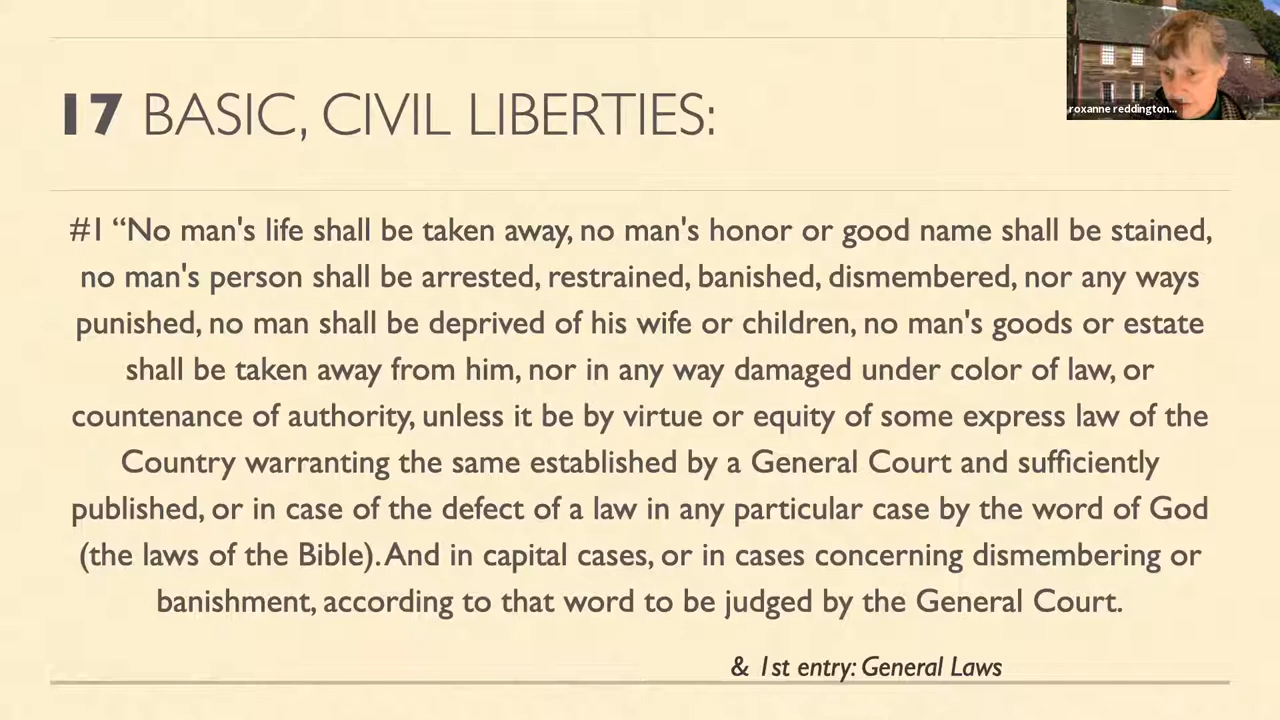 roxanne reddington...
17 BASIC, CIVIL LIBERTIES:
#1 “No man's life shall be taken away, no man's honor or good name shall be stained,
no man's person shall be arrested, restrained, banished, dismembered, nor any ways
punished, no man shall be deprived of his wife or children, no man's goods or estate
shall be taken away from him, nor in any way damaged under color of law, or
countenance of authority, unless it be by virtue or equity of some express law of the
Country warranting the same established by a General Court and sufficiently
published, or in case of the defect of a law in any particular case by the word of God
(the laws of the Bible). And in capital cases, or in cases concerning dismembering or
banishment, according to that word to be judged by the General Court.
& 1st entry: General Laws